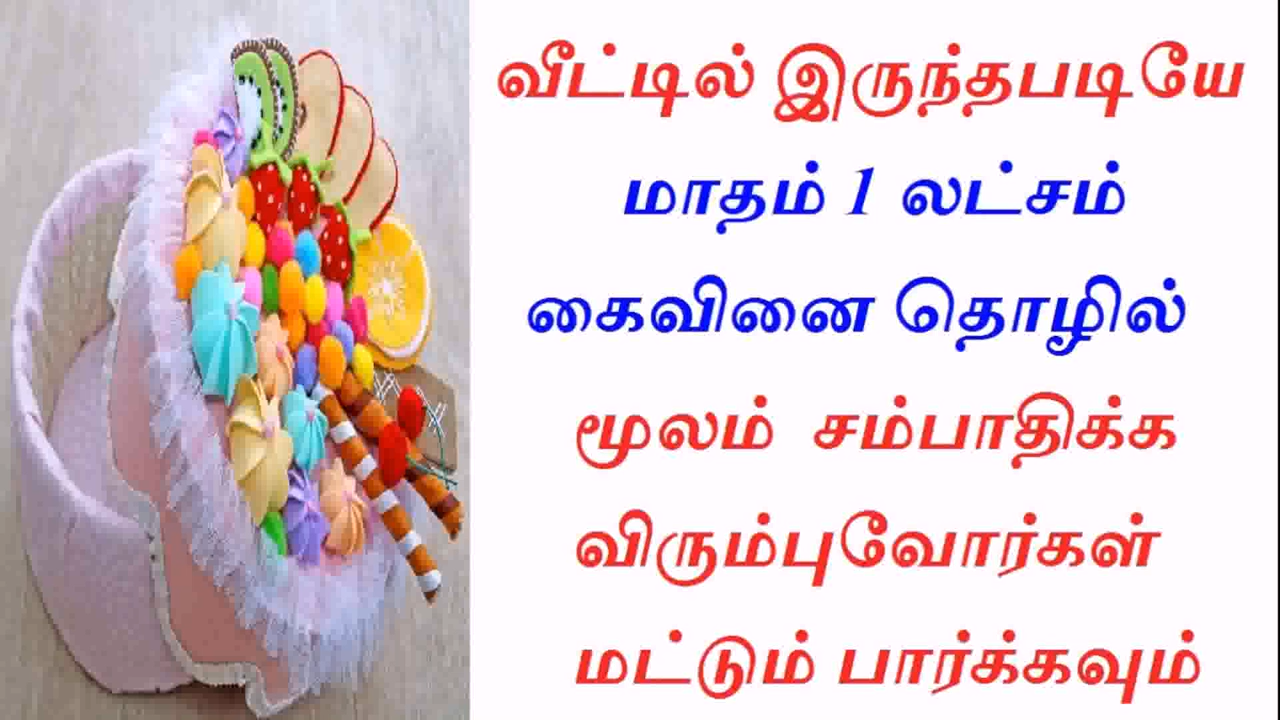 வீட்டில் இருந்தபடியே
மாதம் 1 லட்சம்
கைவினை தொழில்
மூலம் சம்பாதிக்க
விரும்புவோர்கள்
மட்டும் பார்க்கவும்